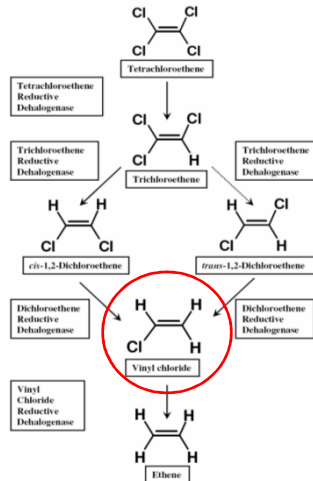 Cl Cl
Cl Cl
Tetrachloroethene
Tetrachloroethene
Reductive
Dehalogenase
Cl Cl
Cl H
Trichloroethene
Trichloroethene
Reductive
Dehalogenase
Trichloroethene
Reductive
Dehalogenase
H H
Cl Cl
cis-1,2-Dichloroethene
H Cl
Cl H
trans-1,2-Dichloroethene
Dichloroethene
Reductive
Dehalogenase
H H
Cl H
Vinyl chloride
Dichloroethene
Reductive
Dehalogenase
Vinyl
Chloride
Reductive
Dehalogenase
H H
H H
Ethene